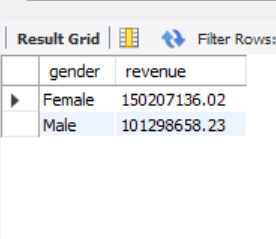 Result Grid Filter Rows:
gender revenue
Female 150207136.02
Male 101298658.23